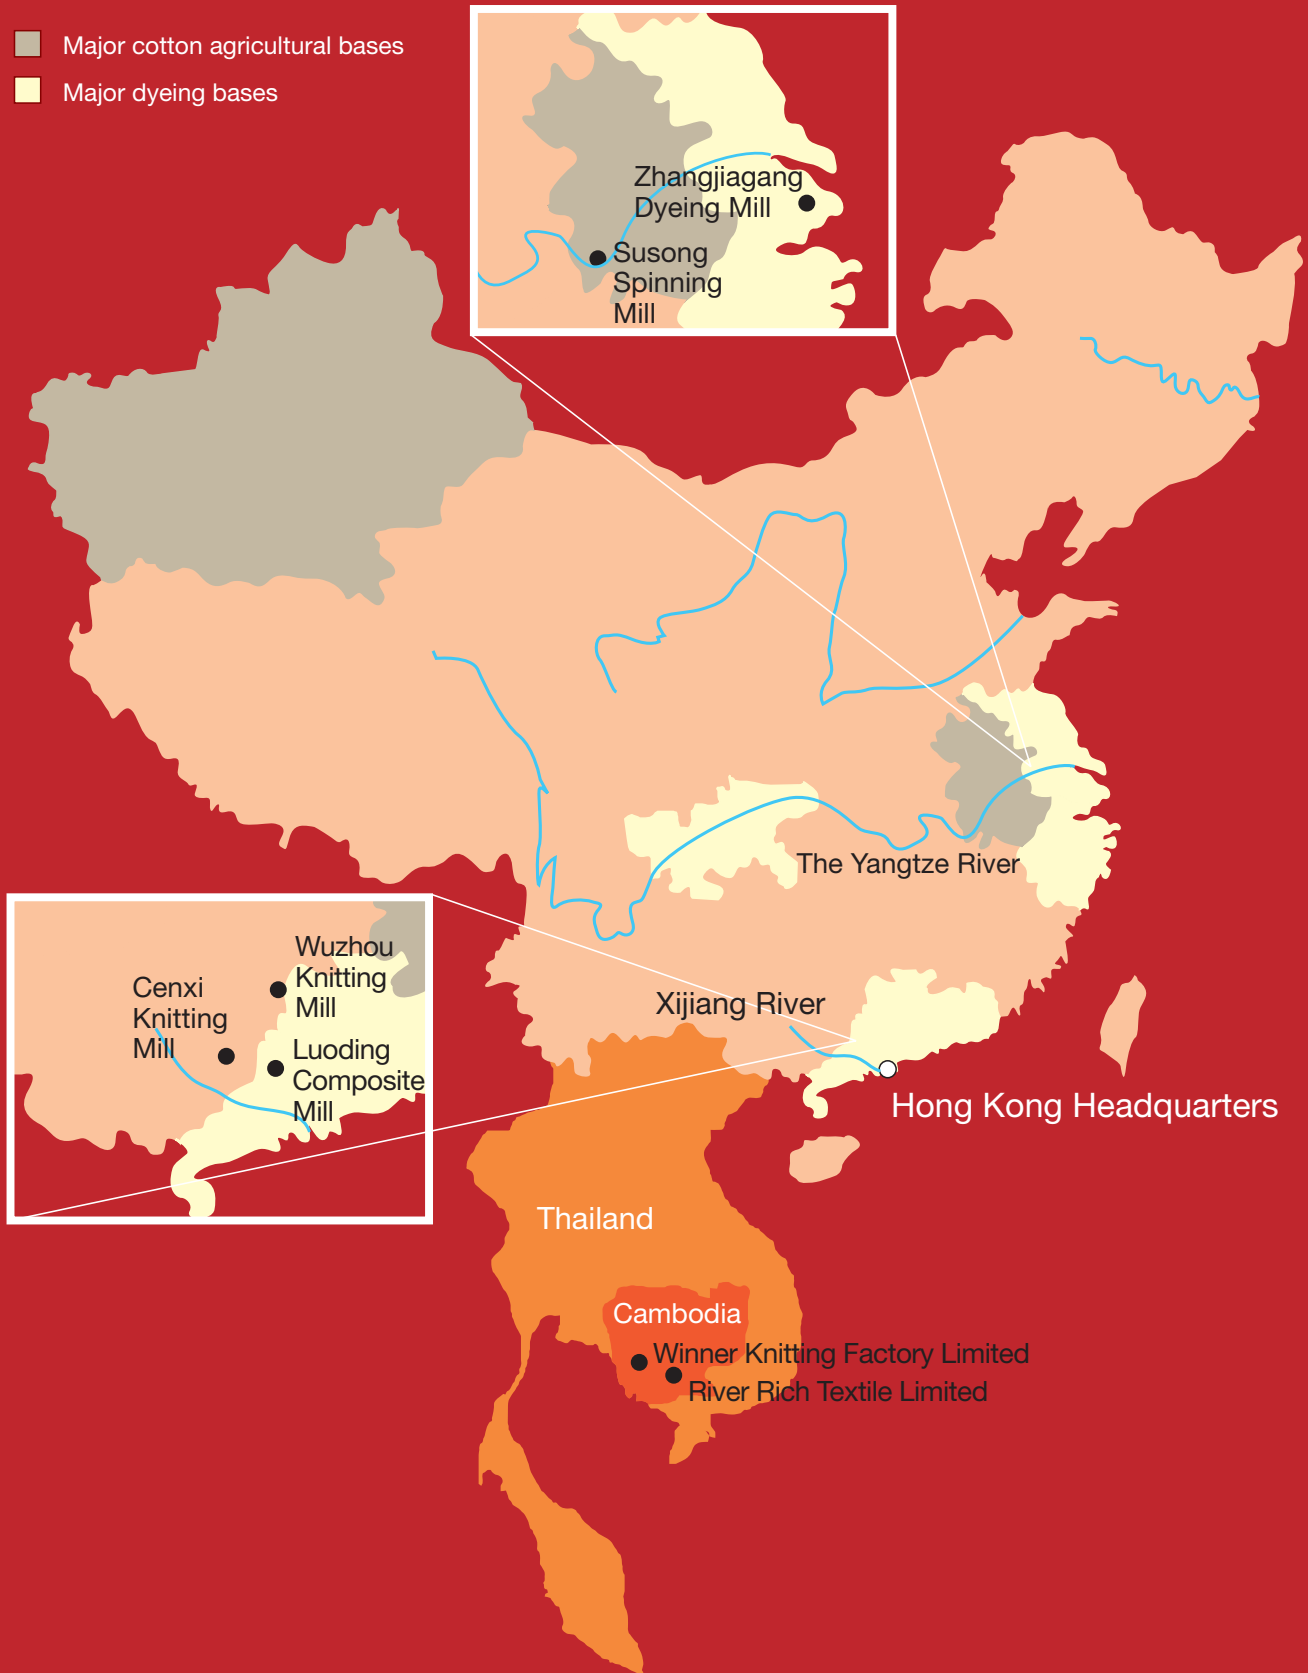 Major cotton agricultural bases
Major dyeing bases
Zhangjiagang
Dyeing Mill
Susong
Spinning
Mill
The Yangtze River
Wuzhou
Knitting
Mill
Cenxi
Knitting
Mill
Luoding
Composite
Mill
Xijiang River
Hong Kong Headquarters
Thailand
Cambodia
Winner Knitting Factory Limited
River Rich Textile Limited